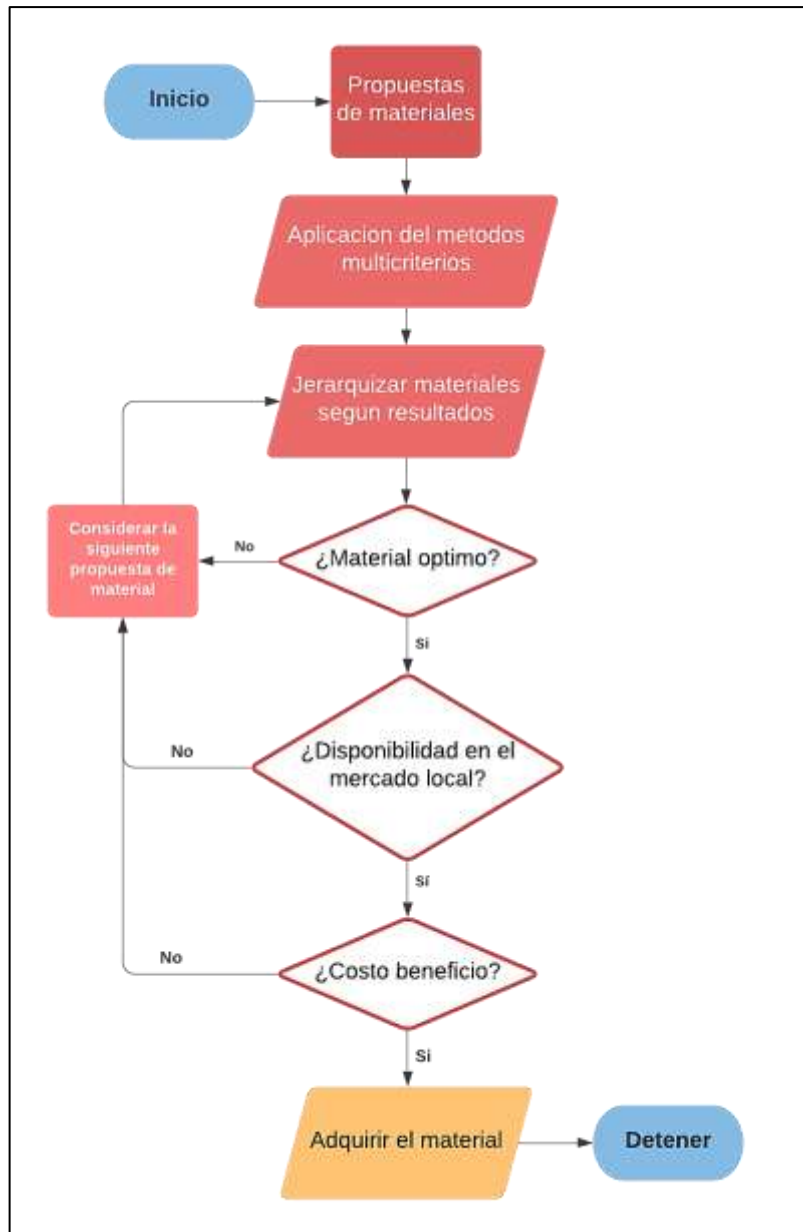 Inicio
Propuestas
de materiales
Aplicacion del metodos
multicriterios
Jerarquizar materiales
segun resultados
Considerar la
siguiente
propuesta de
material
No
¿Material optimo?
Si
No
¿Disponibilidad en el
mercado local?
Sí
No
¿Costo beneficio?
Si
Adquirir el material
Detener